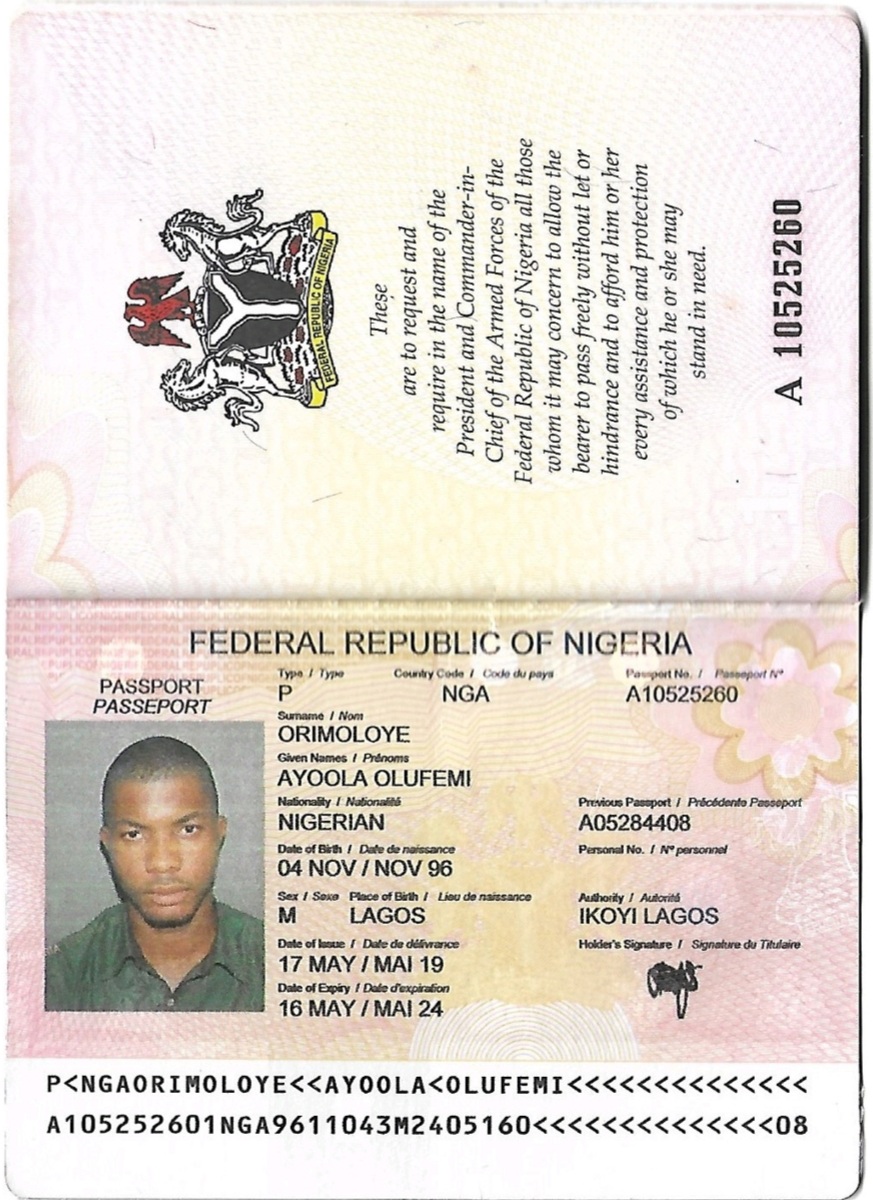 FEDERAL REPUBLIC OF NIGERIA
These
are to request and
require in the name of the
President and Commander-in-
Chief of the Armed Forces of the
Federal Republic of Nigeria all those
whom it may concern to allow the
bearer to pass freely without let or
hindrance and to afford him or her
every assistance and protection
of which he or she may
stand in need.
A 10525260
FEDERAL REPUBLIC OF NIGERIA
PASSPORT
PASSEPORT
Type / Type Country Code / Code du pays Passport No. / Passeport N°
P NGA A10525260
Surname / Nom
ORIMOLOYE
Given Names / Prénoms
AYOOLA OLUFEMI
Nationality / Nationalité Previous Passport / Précédente Passeport
NIGERIAN A05284408
Date of Birth / Date de naissance Personal No. / N° personnel
04 NOV / NOV 96
Sex / Sexe Place of Birth / Lieu de naissance Authority / Autorité
M LAGOS IKOYI LAGOS
Date of Issue / Date de délivrance Holder's Signature / Signature du Titulaire
17 MAY / MAI 19
Date of Expiry / Date d'expiration
16 MAY / MAI 24
P<NGAORIMOLOYE<<AYOOLA<OLUFEMI<<<<<<<<<<<<<<
A105252601NGA9611043M2405160<<<<<<<<<<<<<<08